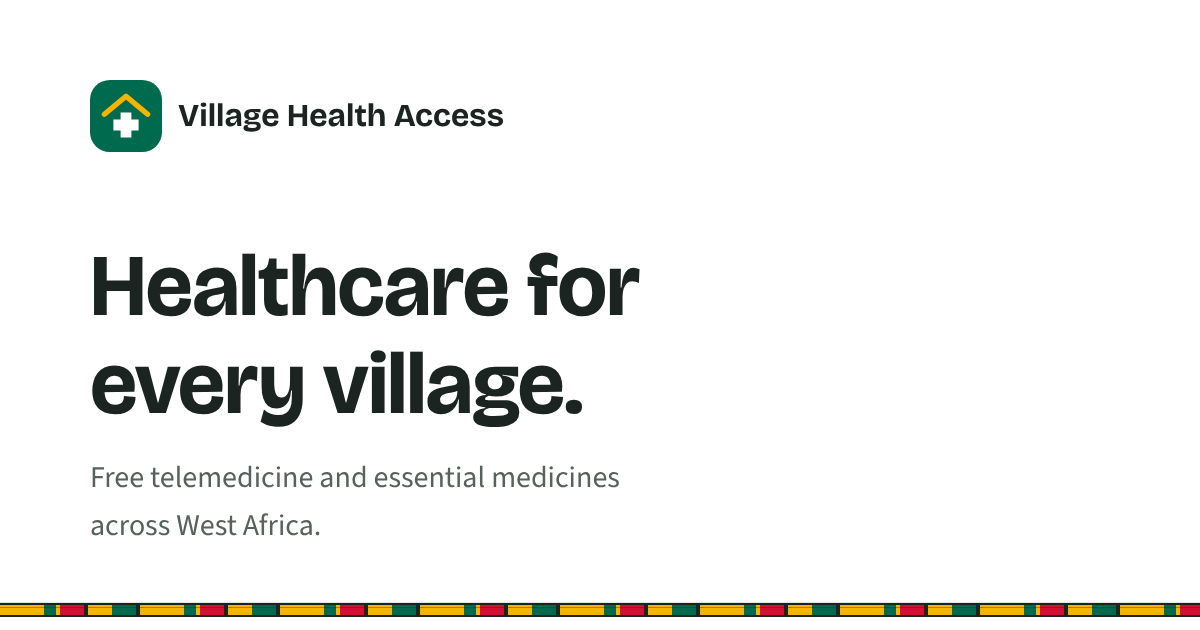 Village Health Access
Healthcare for
every village.
Free telemedicine and essential medicines
across West Africa.